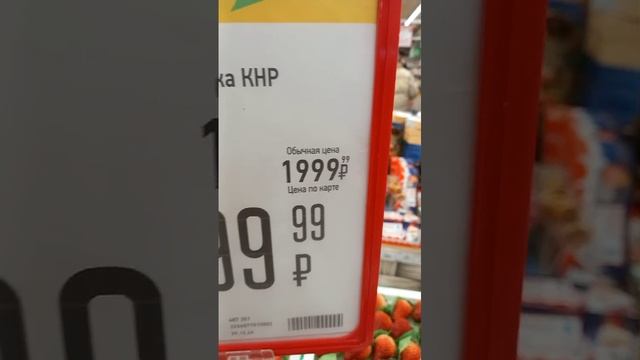 ка КНР
Обычная цена
1999 99 ₽
Цена по карте
99 99 ₽